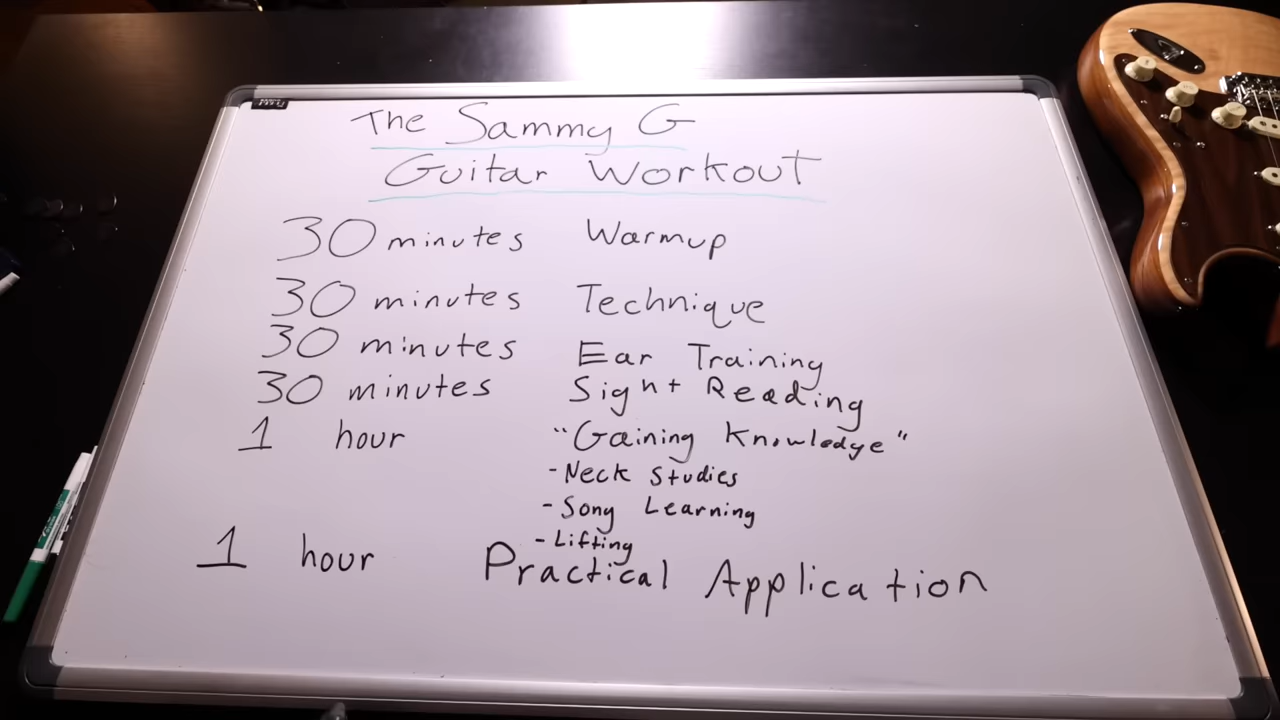 The Sammy G
Guitar Workout
30 minutes Warmup
30 minutes Technique
30 minutes Ear Training
30 minutes Sight Reading
1 hour "Gaining Knowledge"
- Neck Studies
- Song Learning
- Lifting
1 hour Practical Application